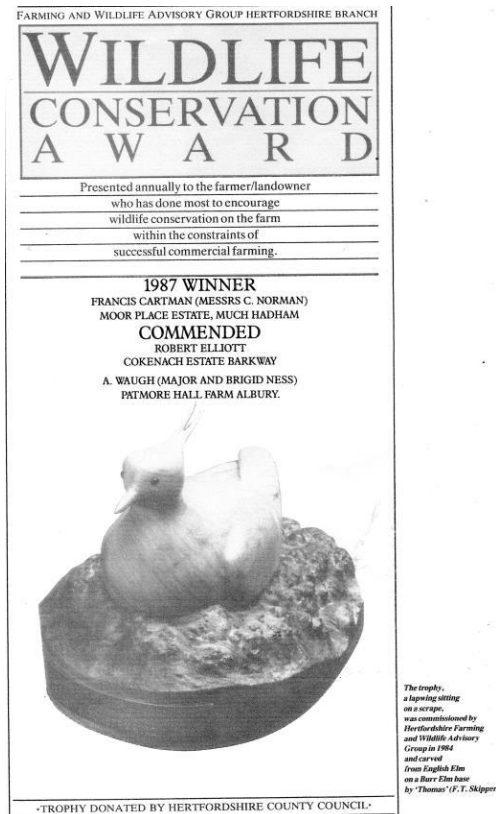 FARMING AND WILDLIFE ADVISORY GROUP HERTFORDSHIRE BRANCH
WILDLIFE
CONSERVATION
AWARD
Presented annually to the farmer/landowner
who has done most to encourage
wildlife conservation on the farm
within the constraints of
successful commercial farming.
1987 WINNER
FRANCIS CARTMAN (MESSRS C. NORMAN)
MOOR PLACE ESTATE, MUCH HADHAM
COMMENDED
ROBERT ELLIOTT
COKENACH ESTATE BARKWAY
A. WAUGH (MAJOR AND BRIGID NESS)
PATMORE HALL FARM ALBURY.
The trophy,
a lapwing sitting
on a scrape,
was commissioned by
Hertfordshire Farming
and Wildlife Advisory
Group in 1984
and carved
from English Elm
on a Burr Elm base
by 'Thomas' (F.T. Skipper
·TROPHY DONATED BY HERTFORDSHIRE COUNTY COUNCIL·